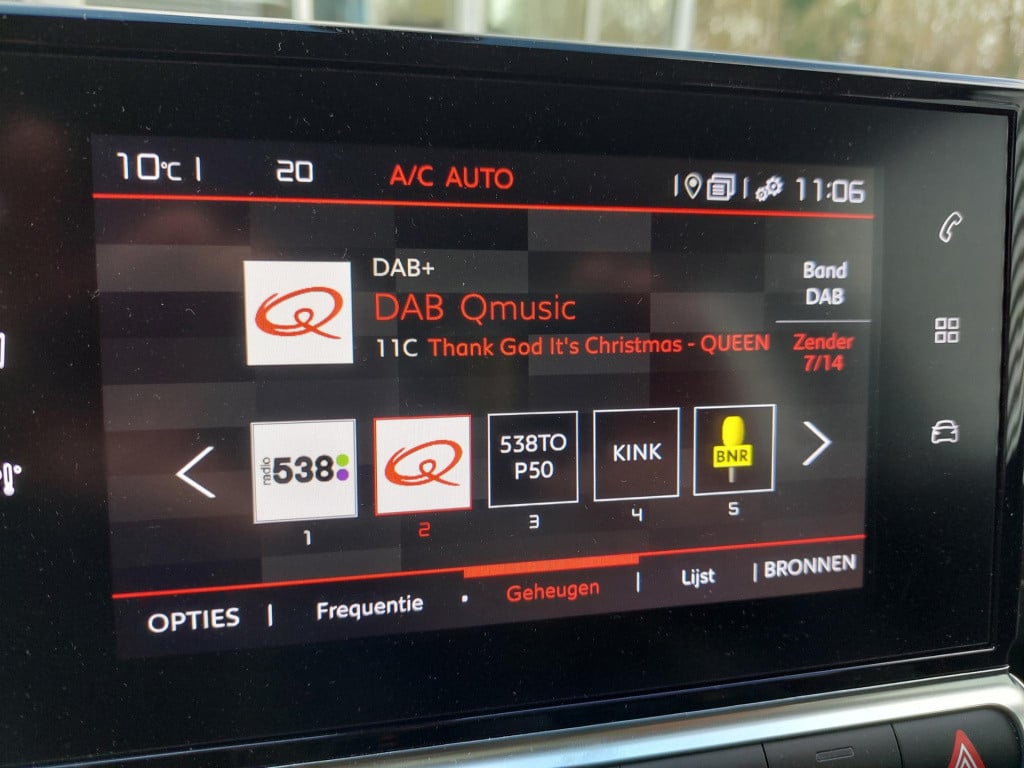 10°C 20 A/C AUTO 11:06
DAB+
DAB Qmusic
11C Thank God It's Christmas - QUEEN
Band
DAB
Zender
7/14
radio 538
538TO
P50
KINK
BNR
1 2 3 4 5
OPTIES | Frequentie Geheugen | Lijst | BRONNEN